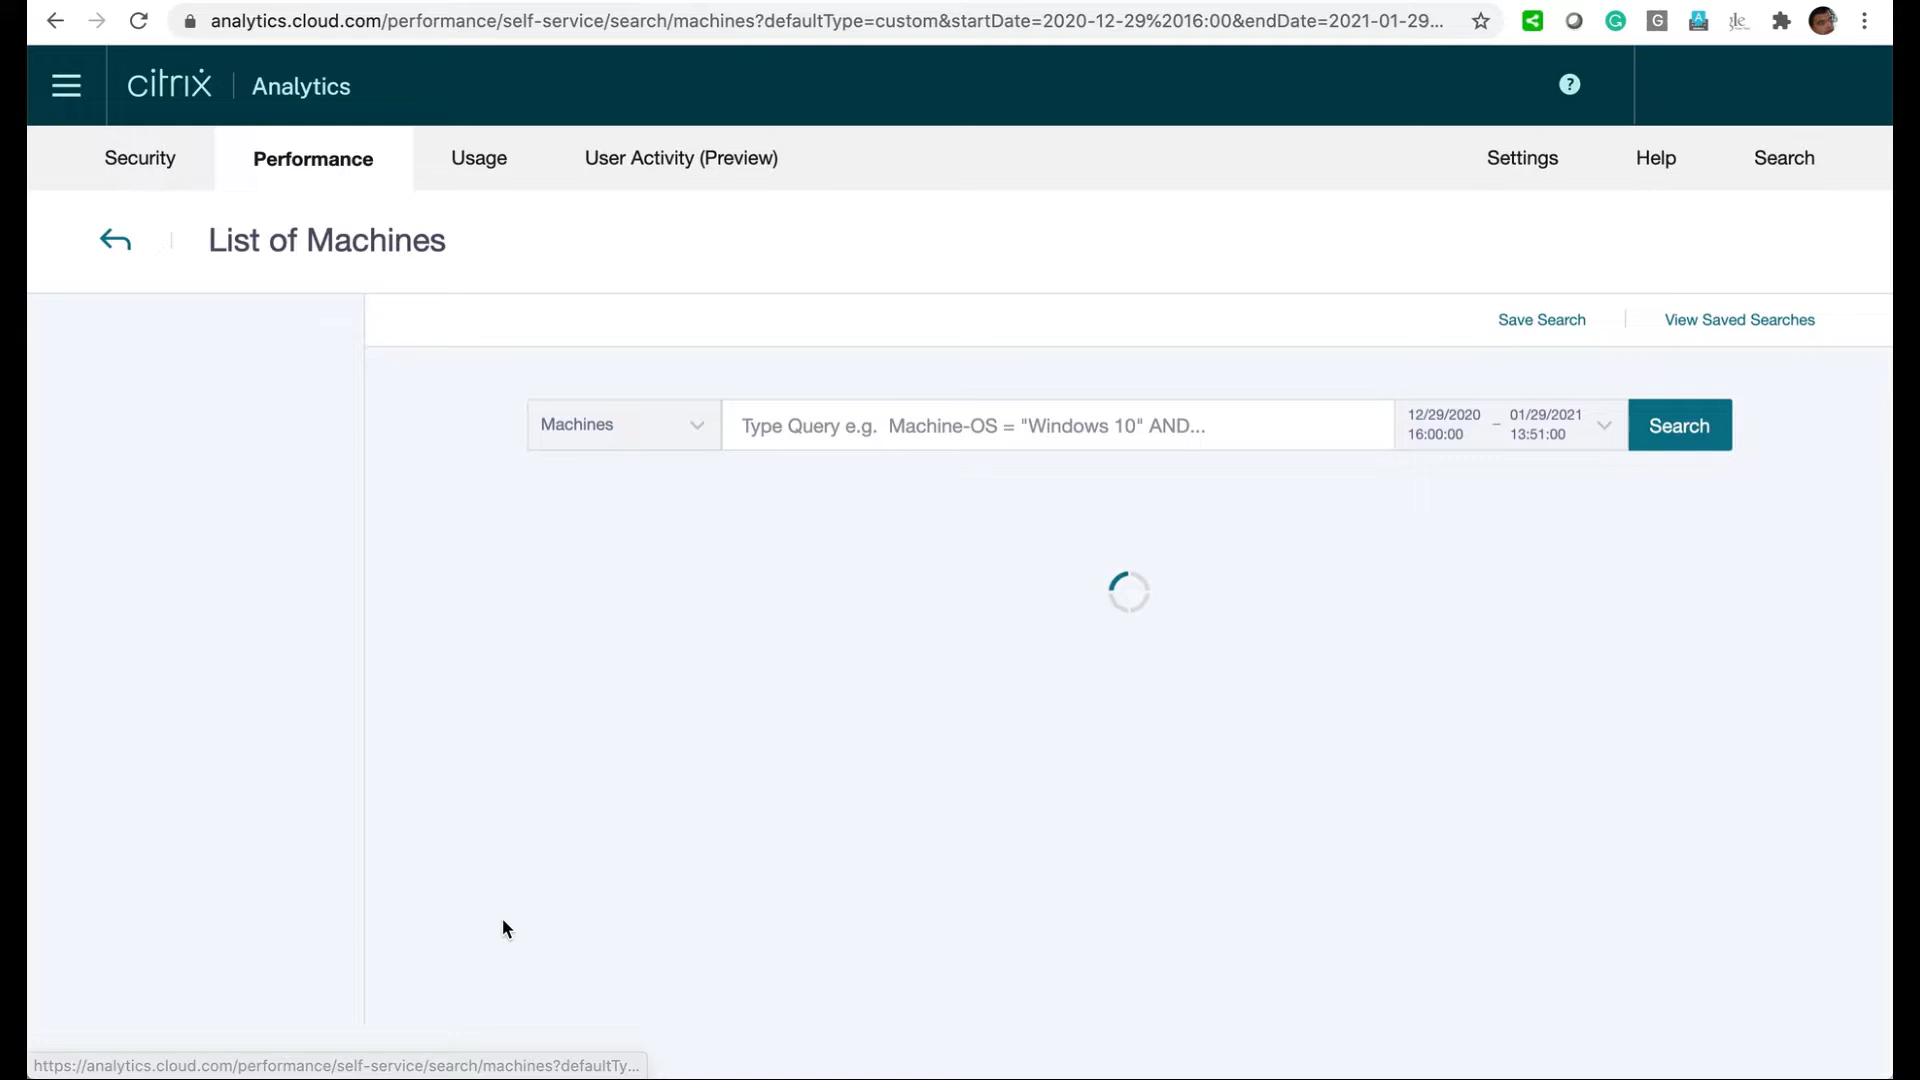 analytics.cloud.com/performance/self-service/search/machines?defaultType=custom&startDate=2020-12-29%2016:00&endDate=2021-01-29...
citrix Analytics
?
Security Performance Usage User Activity (Preview) Settings Help Search
List of Machines
Save Search View Saved Searches
Machines Type Query e.g. Machine-OS = "Windows 10" AND... 12/29/2020 16:00:00 – 01/29/2021 13:51:00 Search
https://analytics.cloud.com/performance/self-service/search/machines?defaultTy...